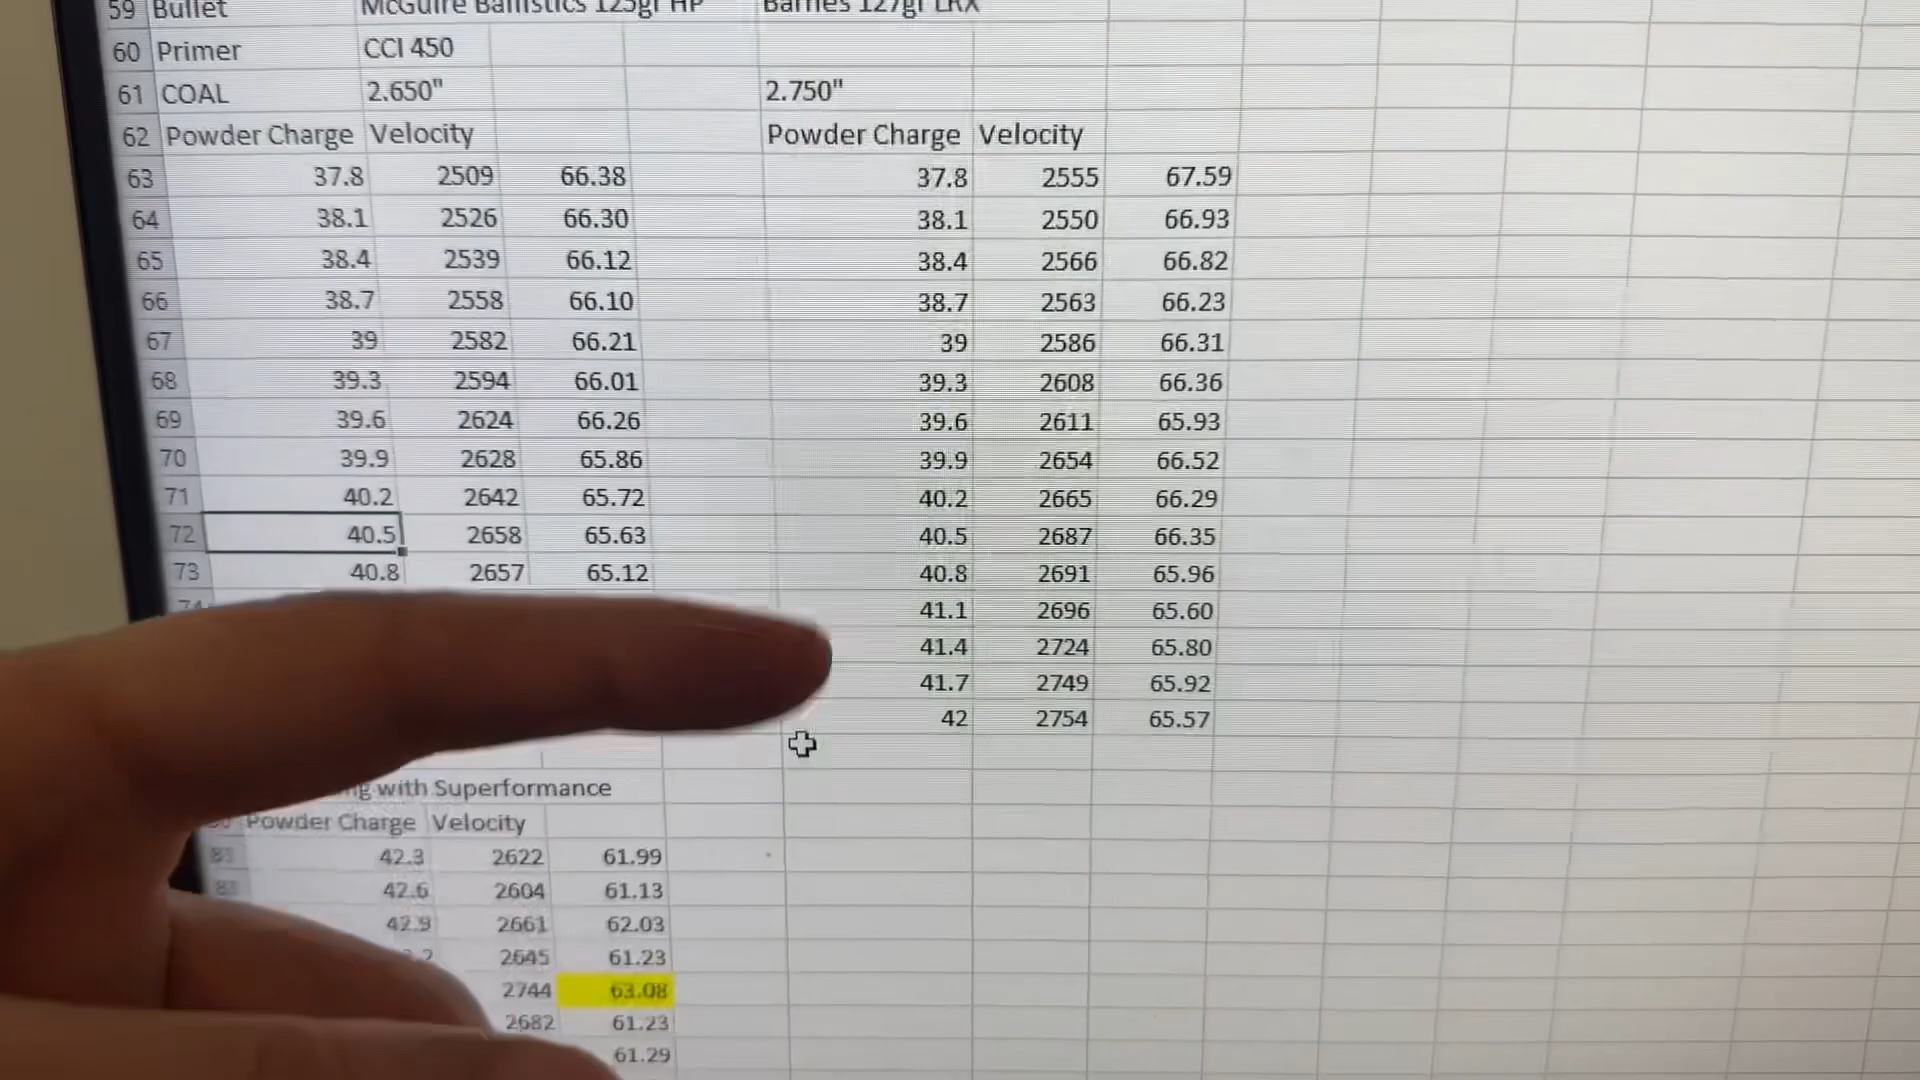 59 Bullet McGuire Ballistics 125gr HP Barnes 127gr LRX
60 Primer CCI 450
61 COAL 2.650" 2.750"
62 Powder Charge Velocity Powder Charge Velocity
63 37.8 2509 66.38 37.8 2555 67.59
64 38.1 2526 66.30 38.1 2550 66.93
65 38.4 2539 66.12 38.4 2566 66.82
66 38.7 2558 66.10 38.7 2563 66.23
67 39 2582 66.21 39 2586 66.31
68 39.3 2594 66.01 39.3 2608 66.36
69 39.6 2624 66.26 39.6 2611 65.93
70 39.9 2628 65.86 39.9 2654 66.52
71 40.2 2642 65.72 40.2 2665 66.29
72 40.5 2658 65.63 40.5 2687 66.35
73 40.8 2657 65.12 40.8 2691 65.96
74 41.1 2696 65.60
41.4 2724 65.80
41.7 2749 65.92
42 2754 65.57
with Superformance
Powder Charge Velocity
42.3 2622 61.99
42.6 2604 61.13
42.9 2661 62.03
2645 61.23
2744 63.08
2682 61.23
61.29